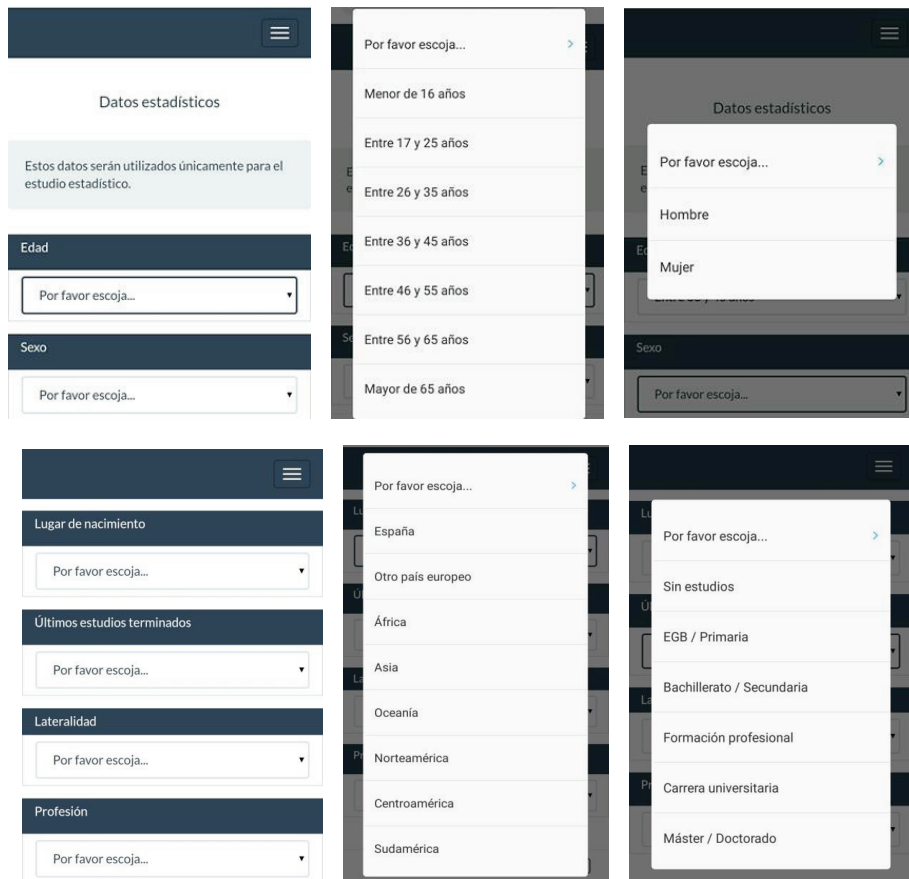 Datos estadísticos
Estos datos serán utilizados únicamente para el
estudio estadístico.
Edad
Por favor escoja...
Sexo
Por favor escoja...
Por favor escoja...
Menor de 16 años
Entre 17 y 25 años
Entre 26 y 35 años
Entre 36 y 45 años
Entre 46 y 55 años
Entre 56 y 65 años
Mayor de 65 años
Datos estadísticos
Por favor escoja...
Hombre
Mujer
Sexo
Por favor escoja...
Lugar de nacimiento
Por favor escoja...
Últimos estudios terminados
Por favor escoja...
Lateralidad
Por favor escoja...
Profesión
Por favor escoja...
Por favor escoja...
España
Otro país europeo
África
Asia
Oceanía
Norteamérica
Centroamérica
Sudamérica
Por favor escoja...
Sin estudios
EGB / Primaria
Bachillerato / Secundaria
Formación profesional
Carrera universitaria
Máster / Doctorado